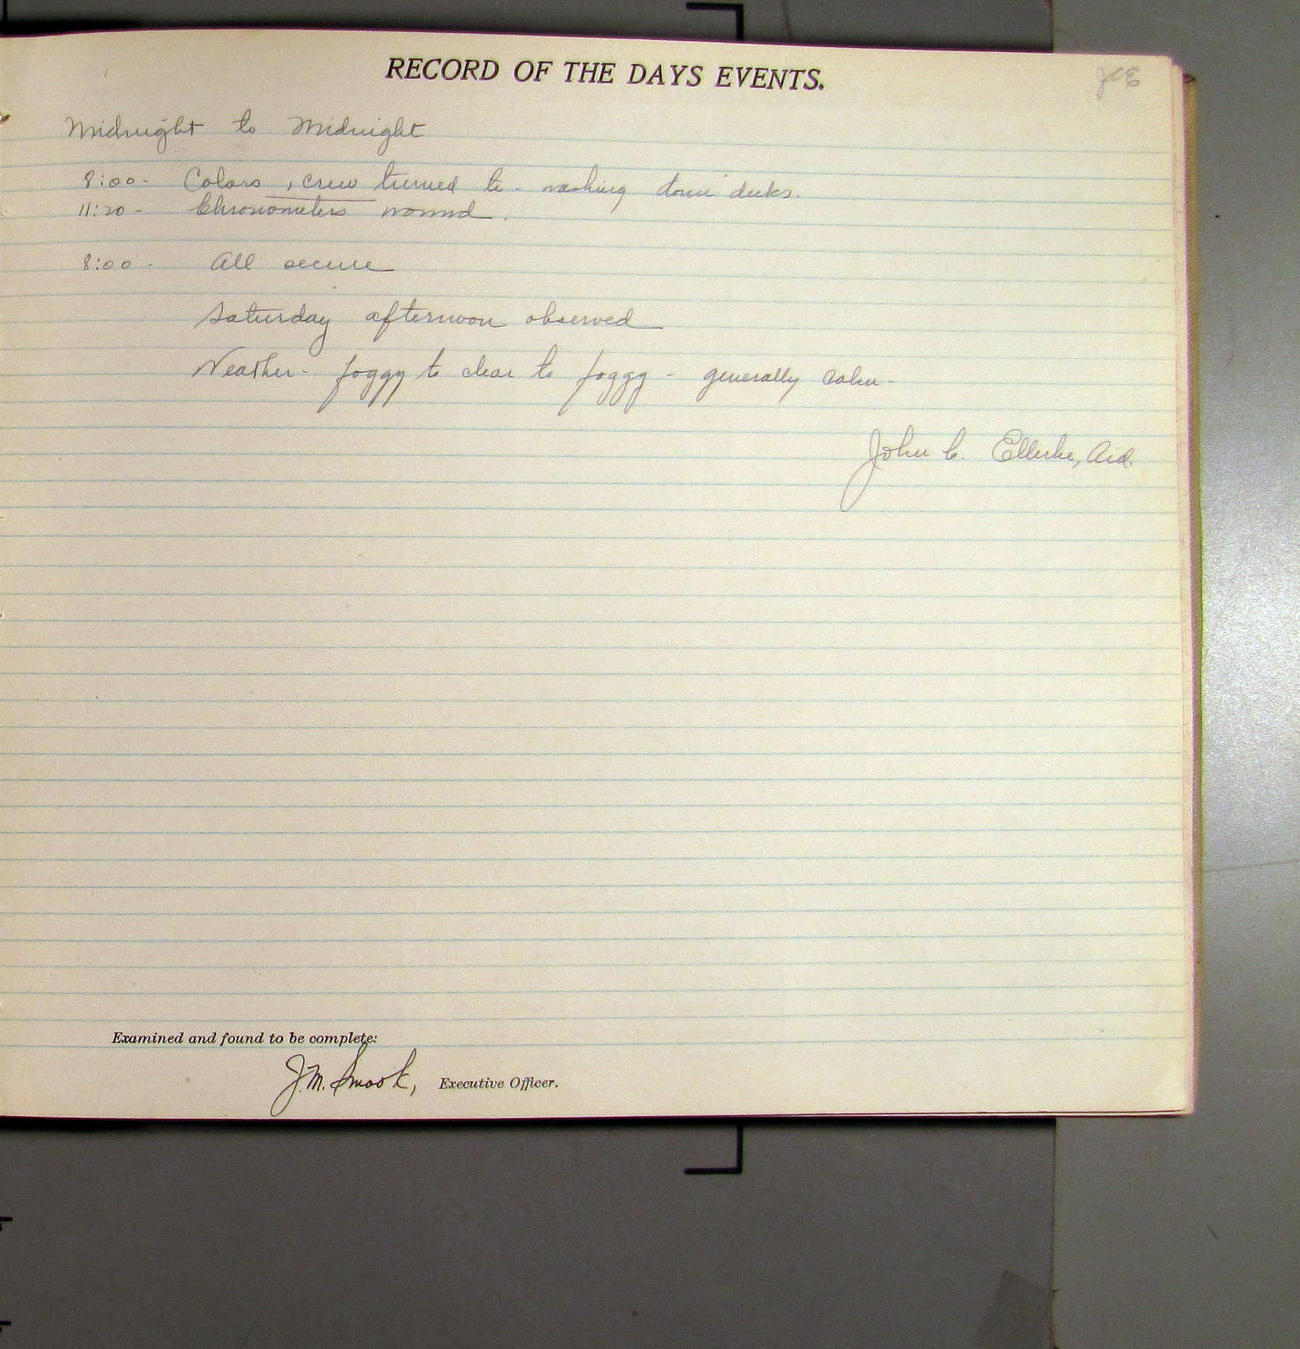 RECORD OF THE DAYS EVENTS.
JCE
Midnight to Midnight
8:00- Colors, crew turned to - washing down decks.
11:20- Chronometers wound.
8:00- All secure
Saturday afternoon observed
Weather- foggy to clear to foggy - generally calm-
John C. Ellerbe, Aid.
Examined and found to be complete:
J.M. Smook, Executive Officer.